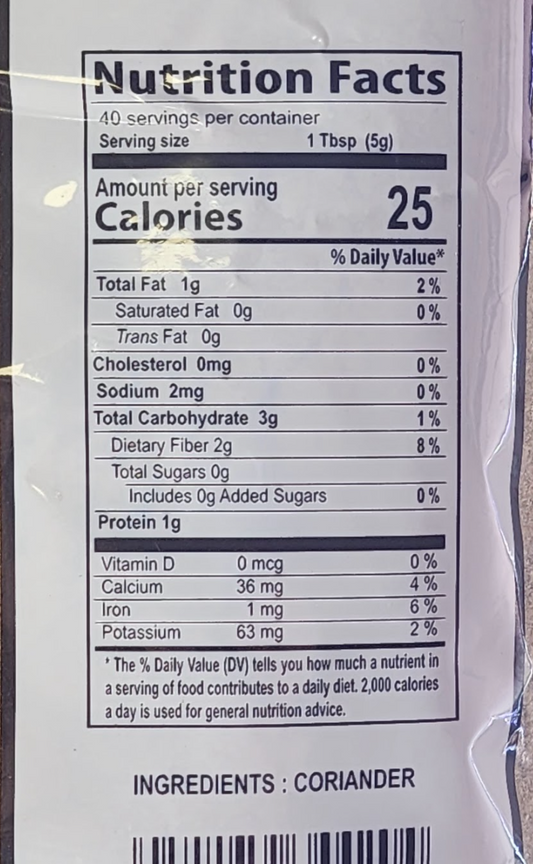 Nutrition Facts
40 servings per container
Serving size 1 Tbsp (5g)
Amount per serving
Calories 25
% Daily Value*
Total Fat 1g 2%
Saturated Fat 0g 0%
Trans Fat 0g
Cholesterol 0mg 0%
Sodium 2mg 0%
Total Carbohydrate 3g 1%
Dietary Fiber 2g 8%
Total Sugars 0g
Includes 0g Added Sugars 0%
Protein 1g
Vitamin D 0 mcg 0%
Calcium 36 mg 4%
Iron 1 mg 6%
Potassium 63 mg 2%
* The % Daily Value (DV) tells you how much a nutrient in
a serving of food contributes to a daily diet. 2,000 calories
a day is used for general nutrition advice.
INGREDIENTS : CORIANDER